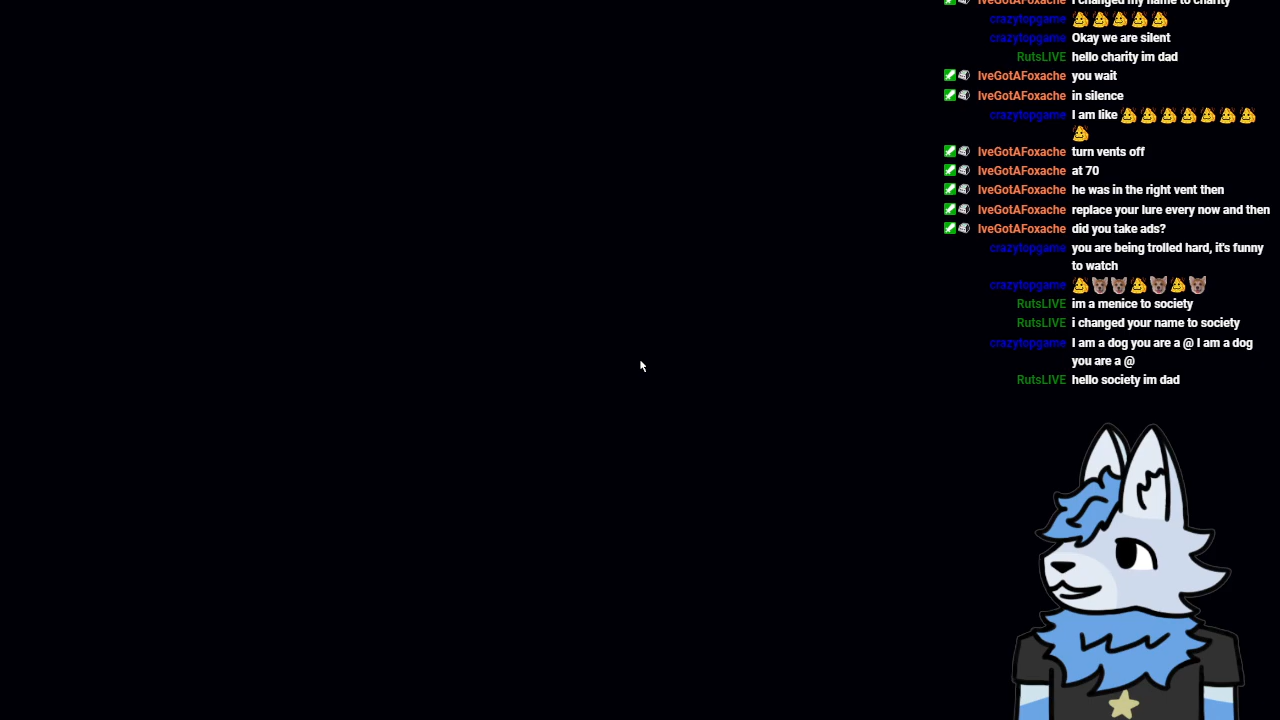 IveGotAFoxache i changed my name to charity
crazytopgame
crazytopgame Okay we are silent
RutsLIVE hello charity im dad
IveGotAFoxache you wait
IveGotAFoxache in silence
crazytopgame I am like
IveGotAFoxache turn vents off
IveGotAFoxache at 70
IveGotAFoxache he was in the right vent then
IveGotAFoxache replace your lure every now and then
IveGotAFoxache did you take ads?
crazytopgame you are being trolled hard, it's funny
to watch
crazytopgame
RutsLIVE im a menice to society
RutsLIVE i changed your name to society
crazytopgame I am a dog you are a @ I am a dog
you are a @
RutsLIVE hello society im dad